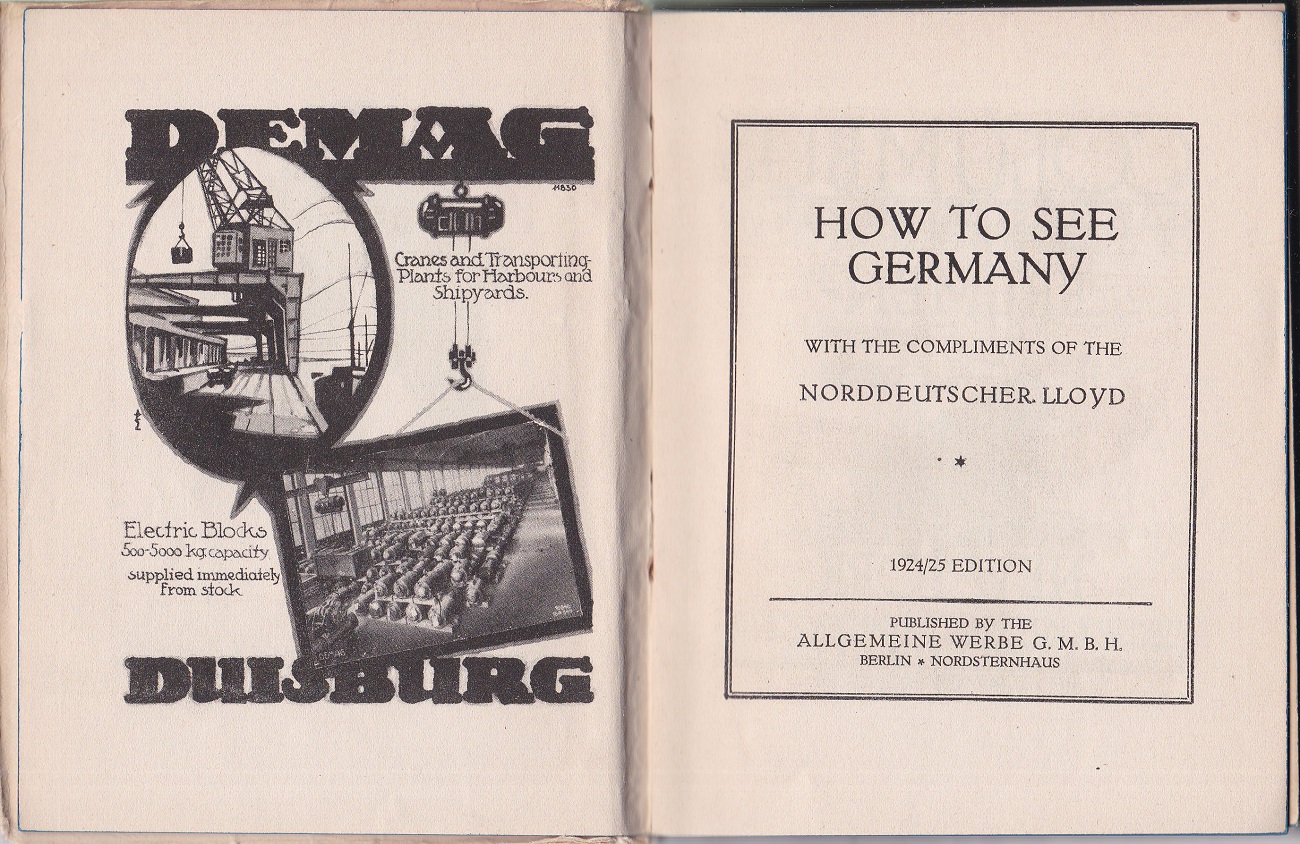 DEMAG
Cranes and Transporting-
Plants for Harbours and
Shipyards.
Electric Blocks
500-5000 kg capacity
supplied immediately
from stock
DUISBURG
HOW TO SEE
GERMANY
WITH THE COMPLIMENTS OF THE
NORDDEUTSCHER LLOYD
*
1924/25 EDITION
PUBLISHED BY THE
ALLGEMEINE WERBE G. M. B. H.
BERLIN * NORDSTERNHAUS